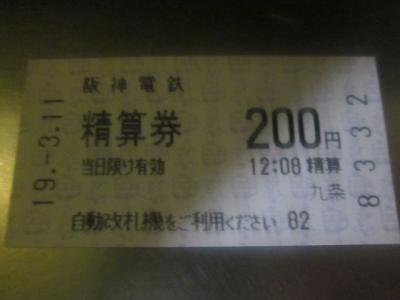 阪神電鉄
19.-3.11
精算券 200円
当日限り有効 12:08 精算
九条
自動改札機をご利用ください 82
8332